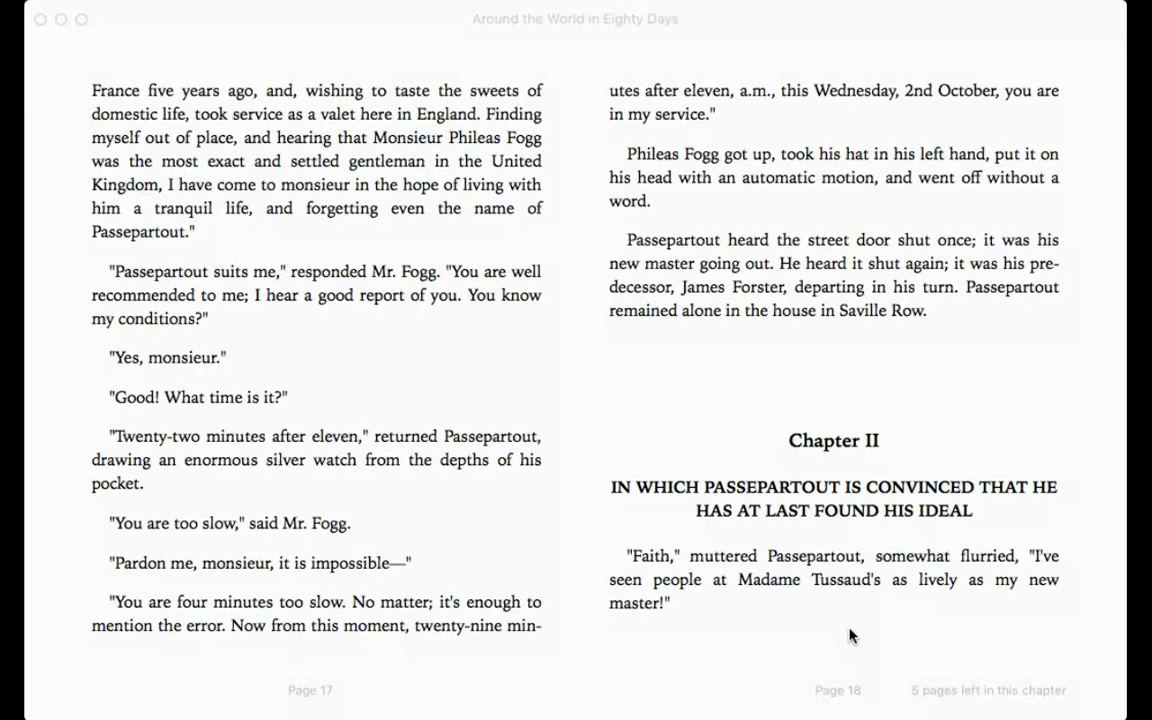 Around the World in Eighty Days
France five years ago, and, wishing to taste the sweets of
domestic life, took service as a valet here in England. Finding
myself out of place, and hearing that Monsieur Phileas Fogg
was the most exact and settled gentleman in the United
Kingdom, I have come to monsieur in the hope of living with
him a tranquil life, and forgetting even the name of
Passepartout."
"Passepartout suits me," responded Mr. Fogg. "You are well
recommended to me; I hear a good report of you. You know
my conditions?"
"Yes, monsieur."
"Good! What time is it?"
"Twenty-two minutes after eleven," returned Passepartout,
drawing an enormous silver watch from the depths of his
pocket.
"You are too slow," said Mr. Fogg.
"Pardon me, monsieur, it is impossible—"
"You are four minutes too slow. No matter; it's enough to
mention the error. Now from this moment, twenty-nine min-
Page 17
utes after eleven, a.m., this Wednesday, 2nd October, you are
in my service."
Phileas Fogg got up, took his hat in his left hand, put it on
his head with an automatic motion, and went off without a
word.
Passepartout heard the street door shut once; it was his
new master going out. He heard it shut again; it was his pre-
decessor, James Forster, departing in his turn. Passepartout
remained alone in the house in Saville Row.
Chapter II
IN WHICH PASSEPARTOUT IS CONVINCED THAT HE
HAS AT LAST FOUND HIS IDEAL
"Faith," muttered Passepartout, somewhat flurried, "I've
seen people at Madame Tussaud's as lively as my new
master!"
Page 18
5 pages left in this chapter